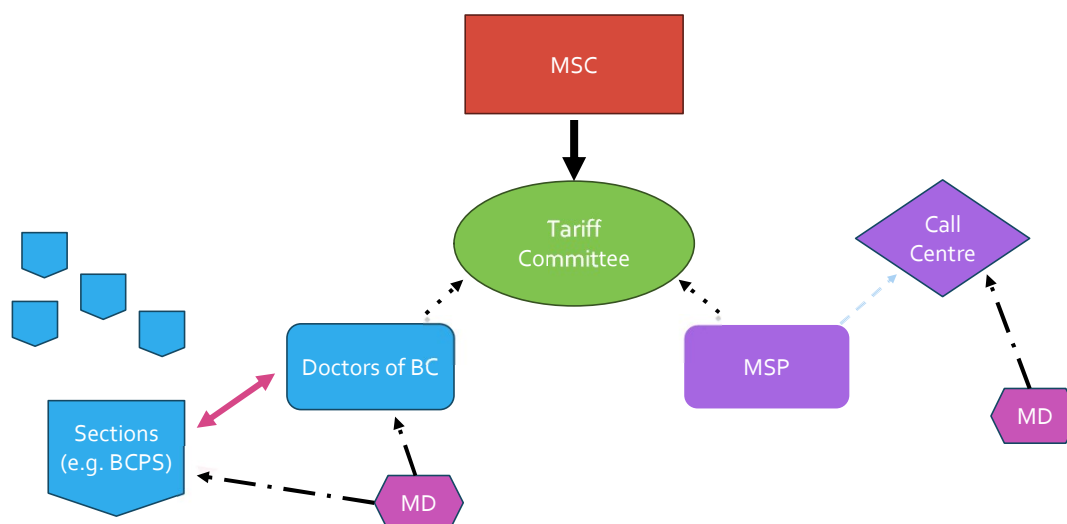 MSC
Tariff
Committee
Call
Centre
Doctors of BC
MSP
MD
Sections
(e.g. BCPS)
MD